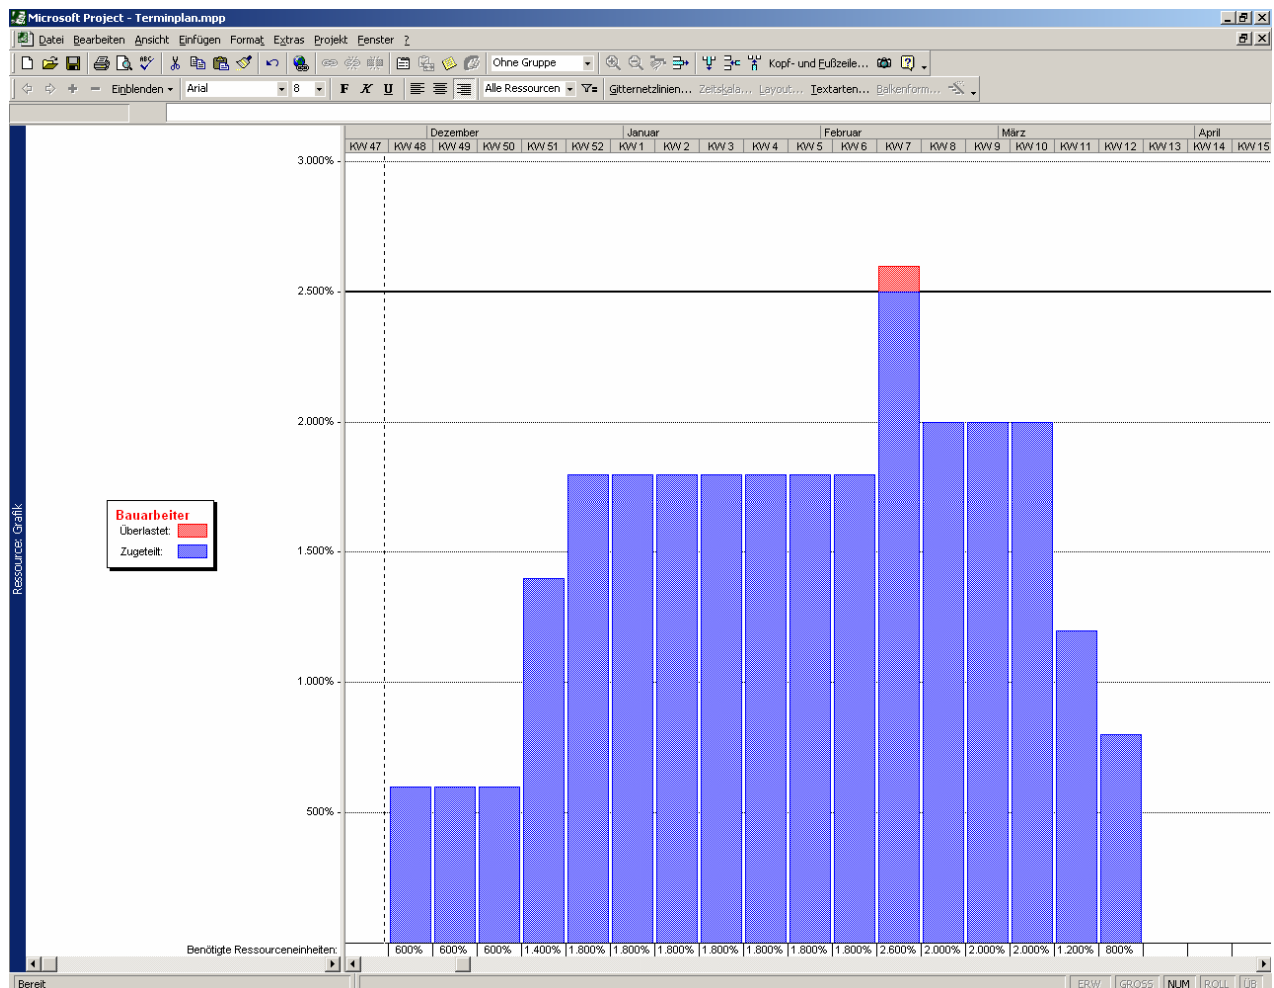 Microsoft Project - Terminplan.mpp
Datei Bearbeiten Ansicht Einfügen Format Extras Projekt Fenster ?
ABC Ohne Gruppe Kopf- und Fußzeile...
Einblenden Arial 8 F K U Alle Ressourcen Gitternetzlinien... Zeitskala... Layout... Textarten... Balkenform...
Dezember Januar Februar März April
KW 47 KW 48 KW 49 KW 50 KW 51 KW 52 KW 1 KW 2 KW 3 KW 4 KW 5 KW 6 KW 7 KW 8 KW 9 KW 10 KW 11 KW 12 KW 13 KW 14 KW 15
3.000%
2.500%
2.000%
1.500%
1.000%
500%
Ressource: Grafik
Bauarbeiter
Überlastet:
Zugeteilt:
Benötigte Ressourceneinheiten: 600% 600% 600% 1.400% 1.800% 1.800% 1.800% 1.800% 1.800% 1.800% 1.800% 2.600% 2.000% 2.000% 2.000% 1.200% 800%
Bereit ERW GROSS NUM ROLL ÜB